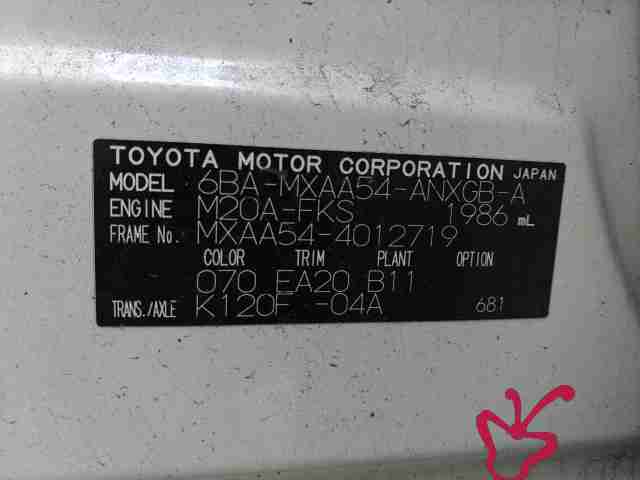 TOYOTA MOTOR CORPORATION JAPAN
MODEL 6BA-MXAA54-ANXGB-A
ENGINE M20A-FKS 1986 mL
FRAME No. MXAA54-4012719
COLOR TRIM PLANT OPTION
070 EA20 B11
TRANS./AXLE K120F -04A 681